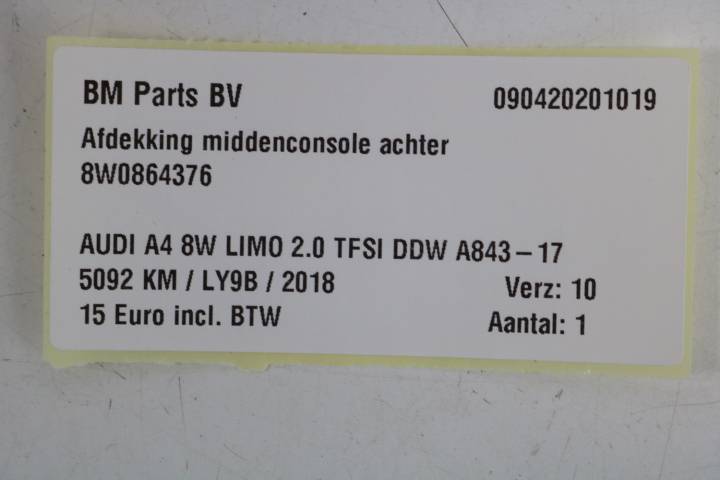 BM Parts BV 090420201019
Afdekking middenconsole achter
8W0864376
AUDI A4 8W LIMO 2.0 TFSI DDW A843-17
5092 KM / LY9B / 2018 Verz: 10
15 Euro incl. BTW Aantal: 1